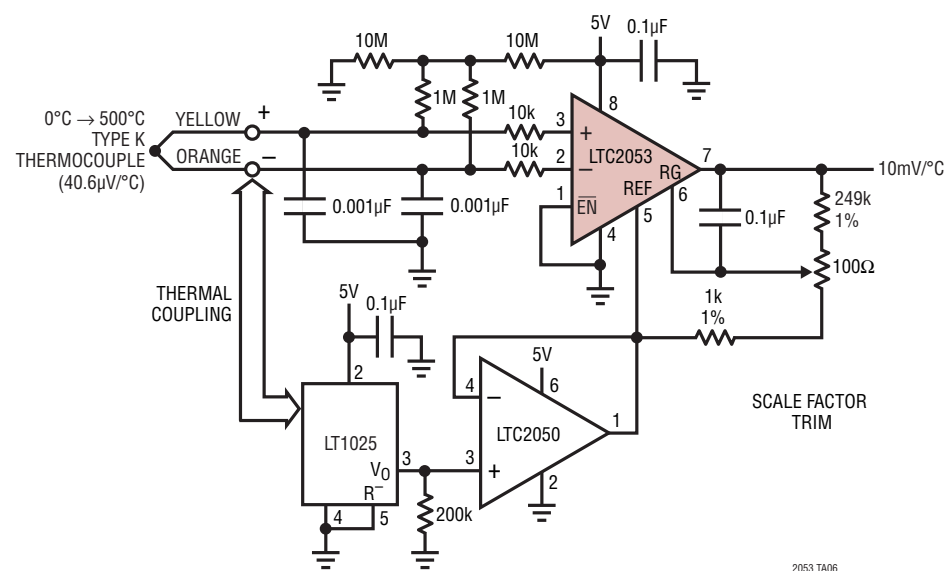 5V
0.1µF
10M
10M
1M
1M
0°C → 500°C
TYPE K
THERMOCOUPLE
(40.6µV/°C)
YELLOW
+
ORANGE
–
10k
10k
3
2
1
8
+
–
LTC2053
EN
REF
RG
7
6
5
4
10mV/°C
249k
1%
0.1µF
100Ω
0.001µF
0.001µF
THERMAL
COUPLING
1k
1%
5V
0.1µF
2
LT1025
VO
R–
3
4
5
200k
5V
6
4
–
LTC2050
3
+
1
2
SCALE FACTOR
TRIM
2053 TA06